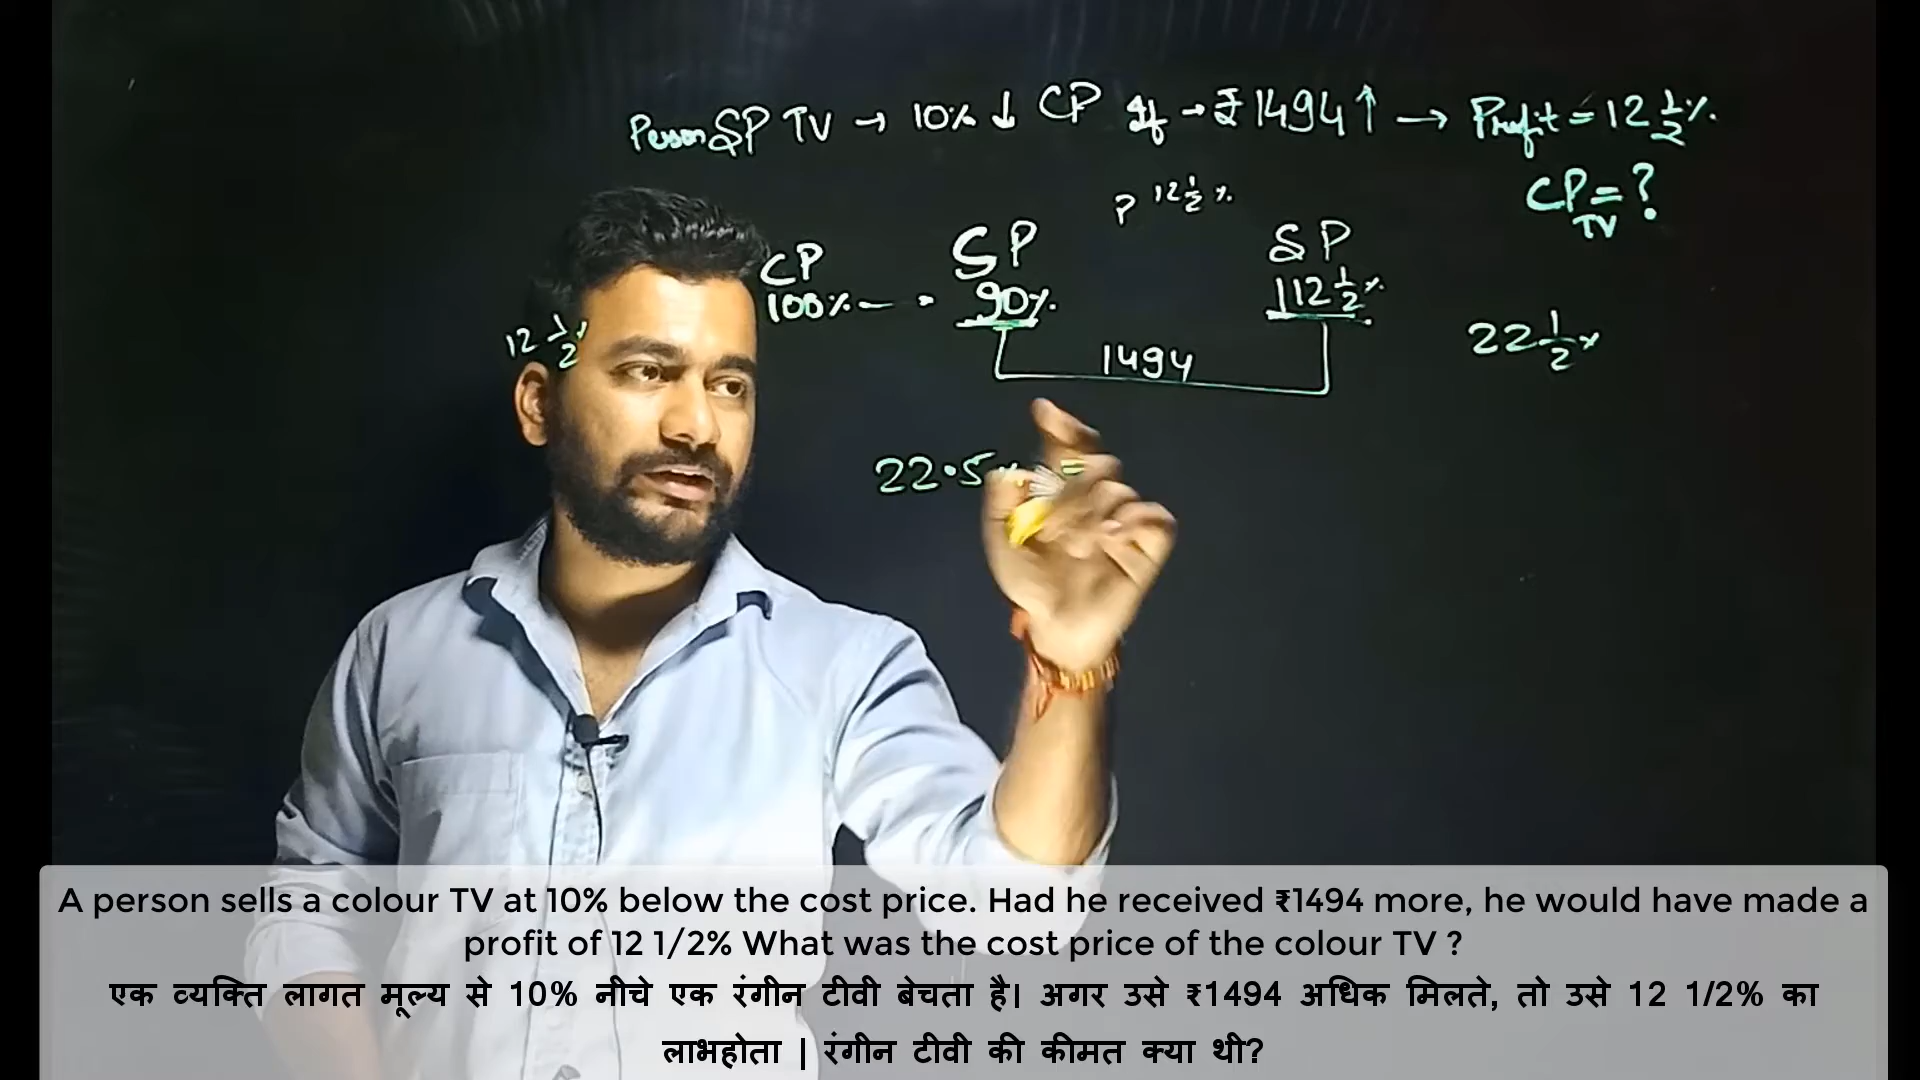 Person SP TV → 10% ↓ CP If → ₹1494 ↑ → Profit = 12 1/2 %.
P 12 1/2 %.
CP TV = ?
CP SP SP
100% 90%. 112 1/2 %.
12 1/2 %
1494
22 1/2 %
22.5% =
A person sells a colour TV at 10% below the cost price. Had he received ₹1494 more, he would have made a
profit of 12 1/2% What was the cost price of the colour TV ?
एक व्यक्ति लागत मूल्य से 10% नीचे एक रंगीन टीवी बेचता है। अगर उसे ₹1494 अधिक मिलते, तो उसे 12 1/2% का
लाभहोता | रंगीन टीवी की कीमत क्या थी?